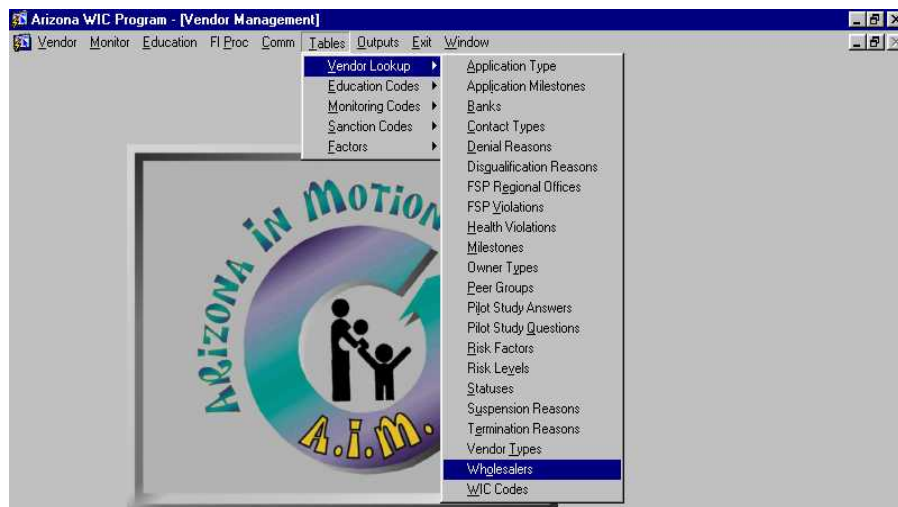 Arizona WIC Program - [Vendor Management]
Vendor Monitor Education FI Proc Comm Tables Outputs Exit Window
Vendor Lookup
Education Codes
Monitoring Codes
Sanction Codes
Factors
Application Type
Application Milestones
Banks
Contact Types
Denial Reasons
Disqualification Reasons
FSP Regional Offices
FSP Violations
Health Violations
Milestones
Owner Types
Peer Groups
Pilot Study Answers
Pilot Study Questions
Risk Factors
Risk Levels
Statuses
Suspension Reasons
Termination Reasons
Vendor Types
Wholesalers
WIC Codes
ARIZONA IN MOTION
A.I.M.